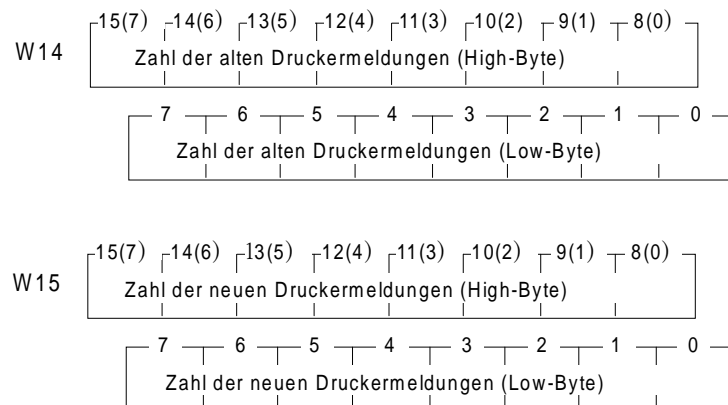 15(7) 14(6) 13(5) 12(4) 11(3) 10(2) 9(1) 8(0)
W14 Zahl der alten Druckermeldungen (High-Byte)
7 6 5 4 3 2 1 0
Zahl der alten Druckermeldungen (Low-Byte)
15(7) 14(6) 13(5) 12(4) 11(3) 10(2) 9(1) 8(0)
W15 Zahl der neuen Druckermeldungen (High-Byte)
7 6 5 4 3 2 1 0
Zahl der neuen Druckermeldungen (Low-Byte)